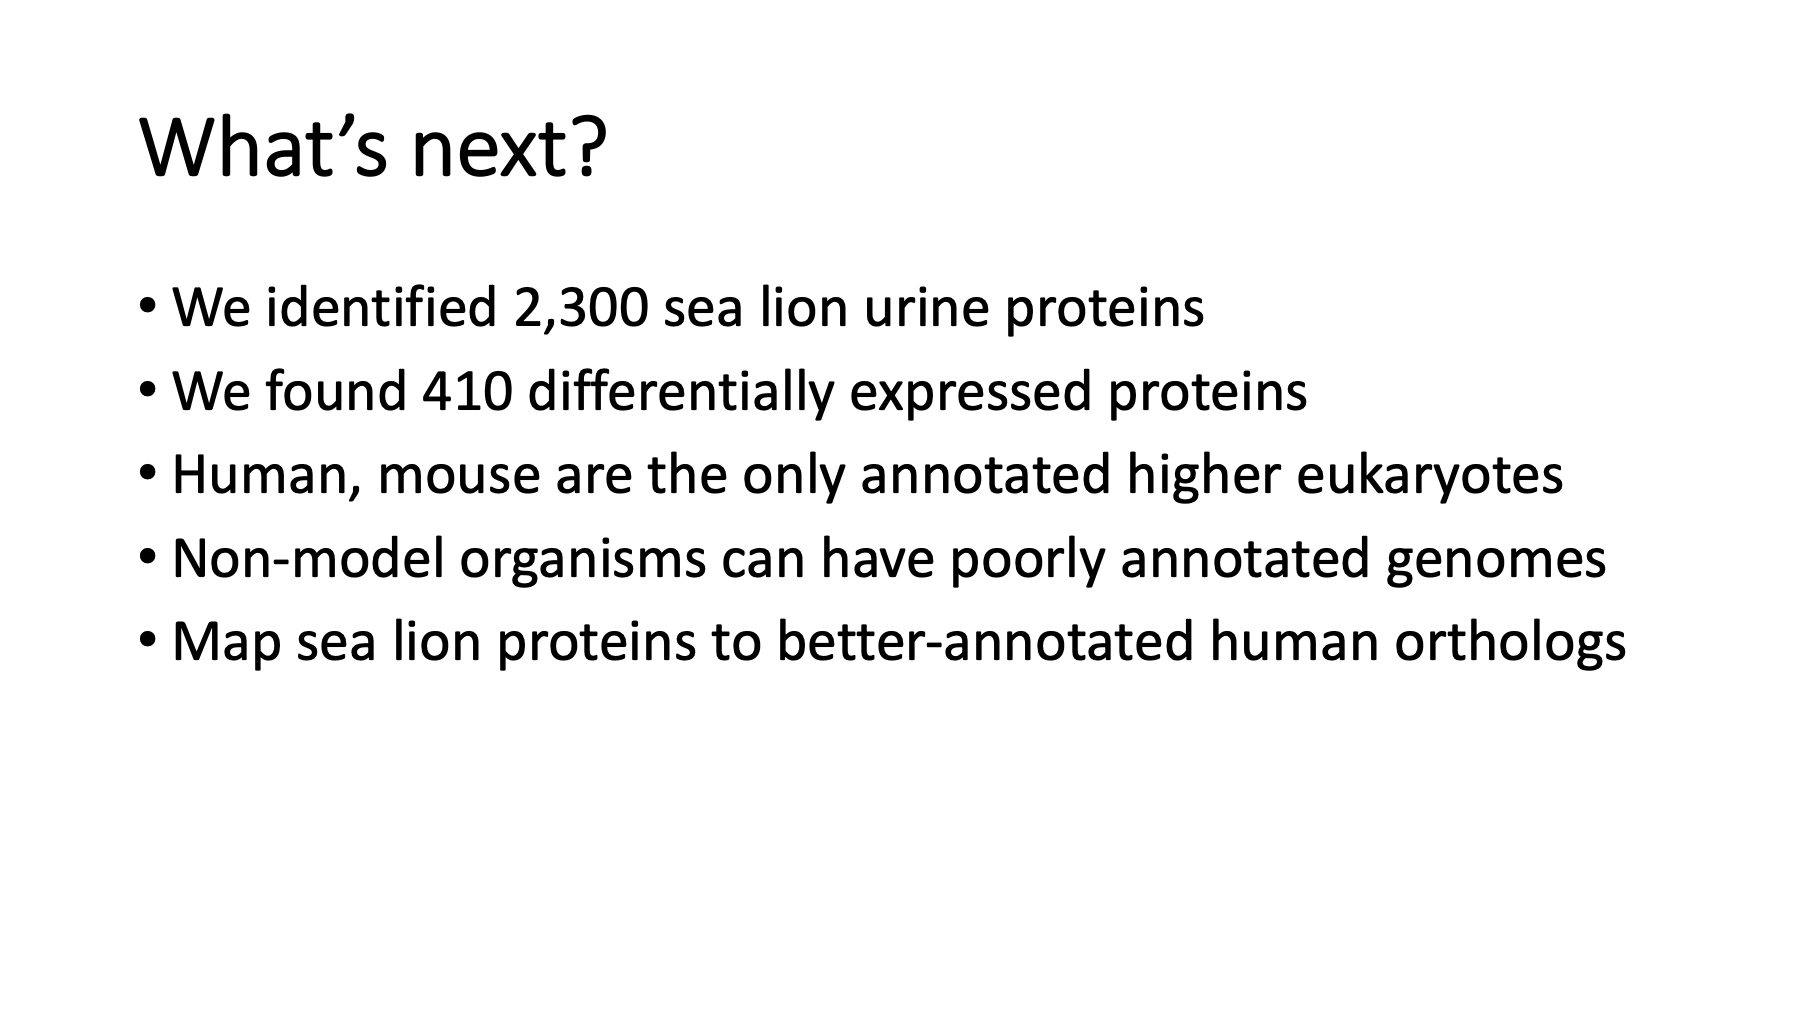 What’s next?
• We identified 2,300 sea lion urine proteins
• We found 410 differentially expressed proteins
• Human, mouse are the only annotated higher eukaryotes
• Non-model organisms can have poorly annotated genomes
• Map sea lion proteins to better-annotated human orthologs